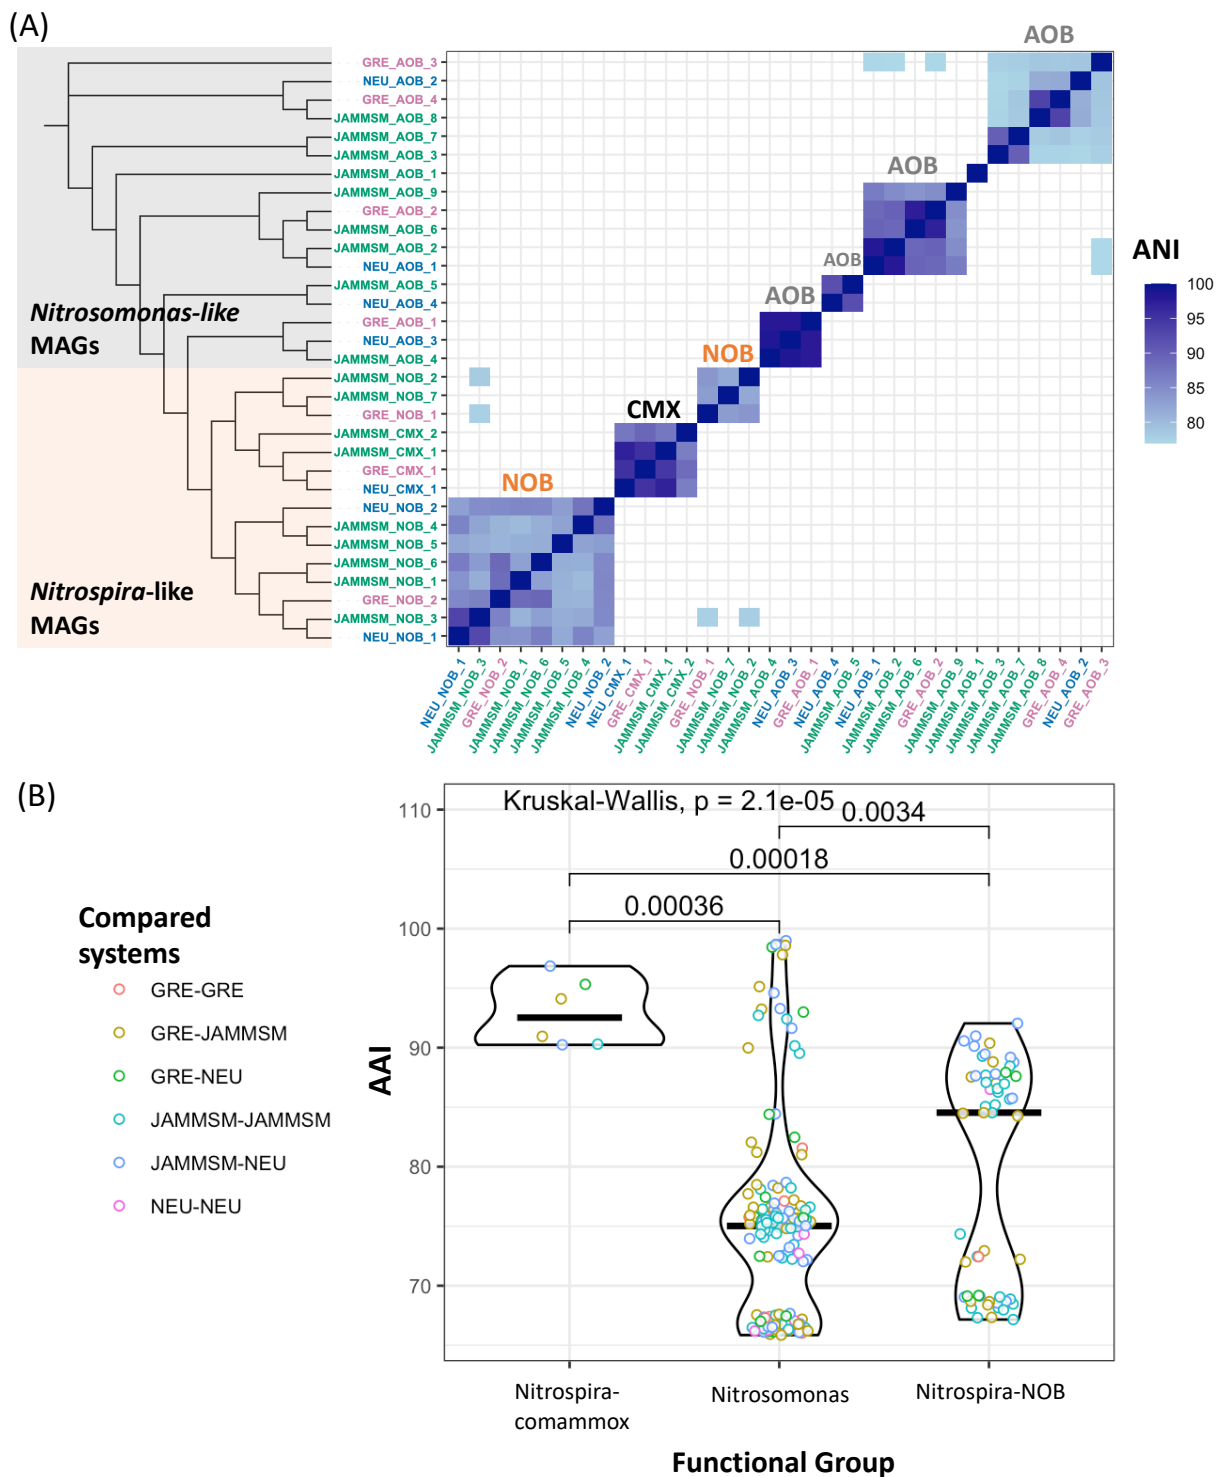 (A)
AOB
GRE_AOB_3
NEU_AOB_2
GRE_AOB_4
JAMMSM_AOB_8
JAMMSM_AOB_7
JAMMSM_AOB_3
JAMMSM_AOB_1
AOB
JAMMSM_AOB_9
GRE_AOB_2
JAMMSM_AOB_6
JAMMSM_AOB_2
NEU_AOB_1
AOB
JAMMSM_AOB_5
NEU_AOB_4
AOB
GRE_AOB_1
NEU_AOB_3
JAMMSM_AOB_4
Nitrosomonas-like
MAGs
NOB
JAMMSM_NOB_2
JAMMSM_NOB_7
GRE_NOB_1
CMX
JAMMSM_CMX_2
JAMMSM_CMX_1
GRE_CMX_1
NEU_CMX_1
NOB
NEU_NOB_2
JAMMSM_NOB_4
JAMMSM_NOB_5
JAMMSM_NOB_6
JAMMSM_NOB_1
GRE_NOB_2
JAMMSM_NOB_3
NEU_NOB_1
Nitrospira-like
MAGs
ANI
100
95
90
85
80
NEU_NOB_1
JAMMSM_NOB_3
GRE_NOB_2
JAMMSM_NOB_1
JAMMSM_NOB_6
JAMMSM_NOB_5
JAMMSM_NOB_4
NEU_NOB_2
NEU_CMX_1
GRE_CMX_1
JAMMSM_CMX_1
JAMMSM_CMX_2
GRE_NOB_1
JAMMSM_NOB_7
JAMMSM_NOB_2
JAMMSM_AOB_4
NEU_AOB_3
GRE_AOB_1
NEU_AOB_4
JAMMSM_AOB_5
NEU_AOB_1
JAMMSM_AOB_2
JAMMSM_AOB_6
GRE_AOB_2
JAMMSM_AOB_9
JAMMSM_AOB_1
JAMMSM_AOB_3
JAMMSM_AOB_7
JAMMSM_AOB_8
GRE_AOB_4
NEU_AOB_2
GRE_AOB_3
(B)
Kruskal-Wallis, p = 2.1e-05
0.0034
0.00018
0.00036
110
100
90
80
70
AAI
Compared
systems
GRE-GRE
GRE-JAMMSM
GRE-NEU
JAMMSM-JAMMSM
JAMMSM-NEU
NEU-NEU
Nitrospira-
comammox
Nitrosomonas
Nitrospira-NOB
Functional Group